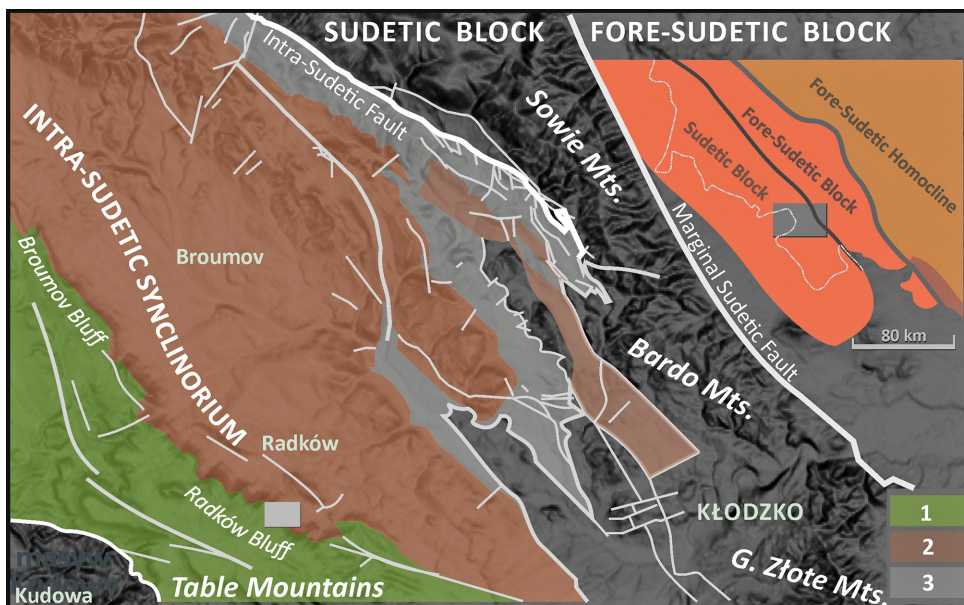 SUDETIC BLOCK
FORE-SUDETIC BLOCK
Intra-Sudetic Fault
Sowie Mts.
Fore-Sudetic Homocline
Fore-Sudetic Block
Sudetic Block
80 km
INTRA-SUDETIC SYNCLINORIUM
Broumov
Broumov Bluff
Marginal Sudetic Fault
Bardo Mts.
Radków
Radków Bluff
KŁODZKO
G. Złote Mts.
Table Mountains
Kudowa
1
2
3